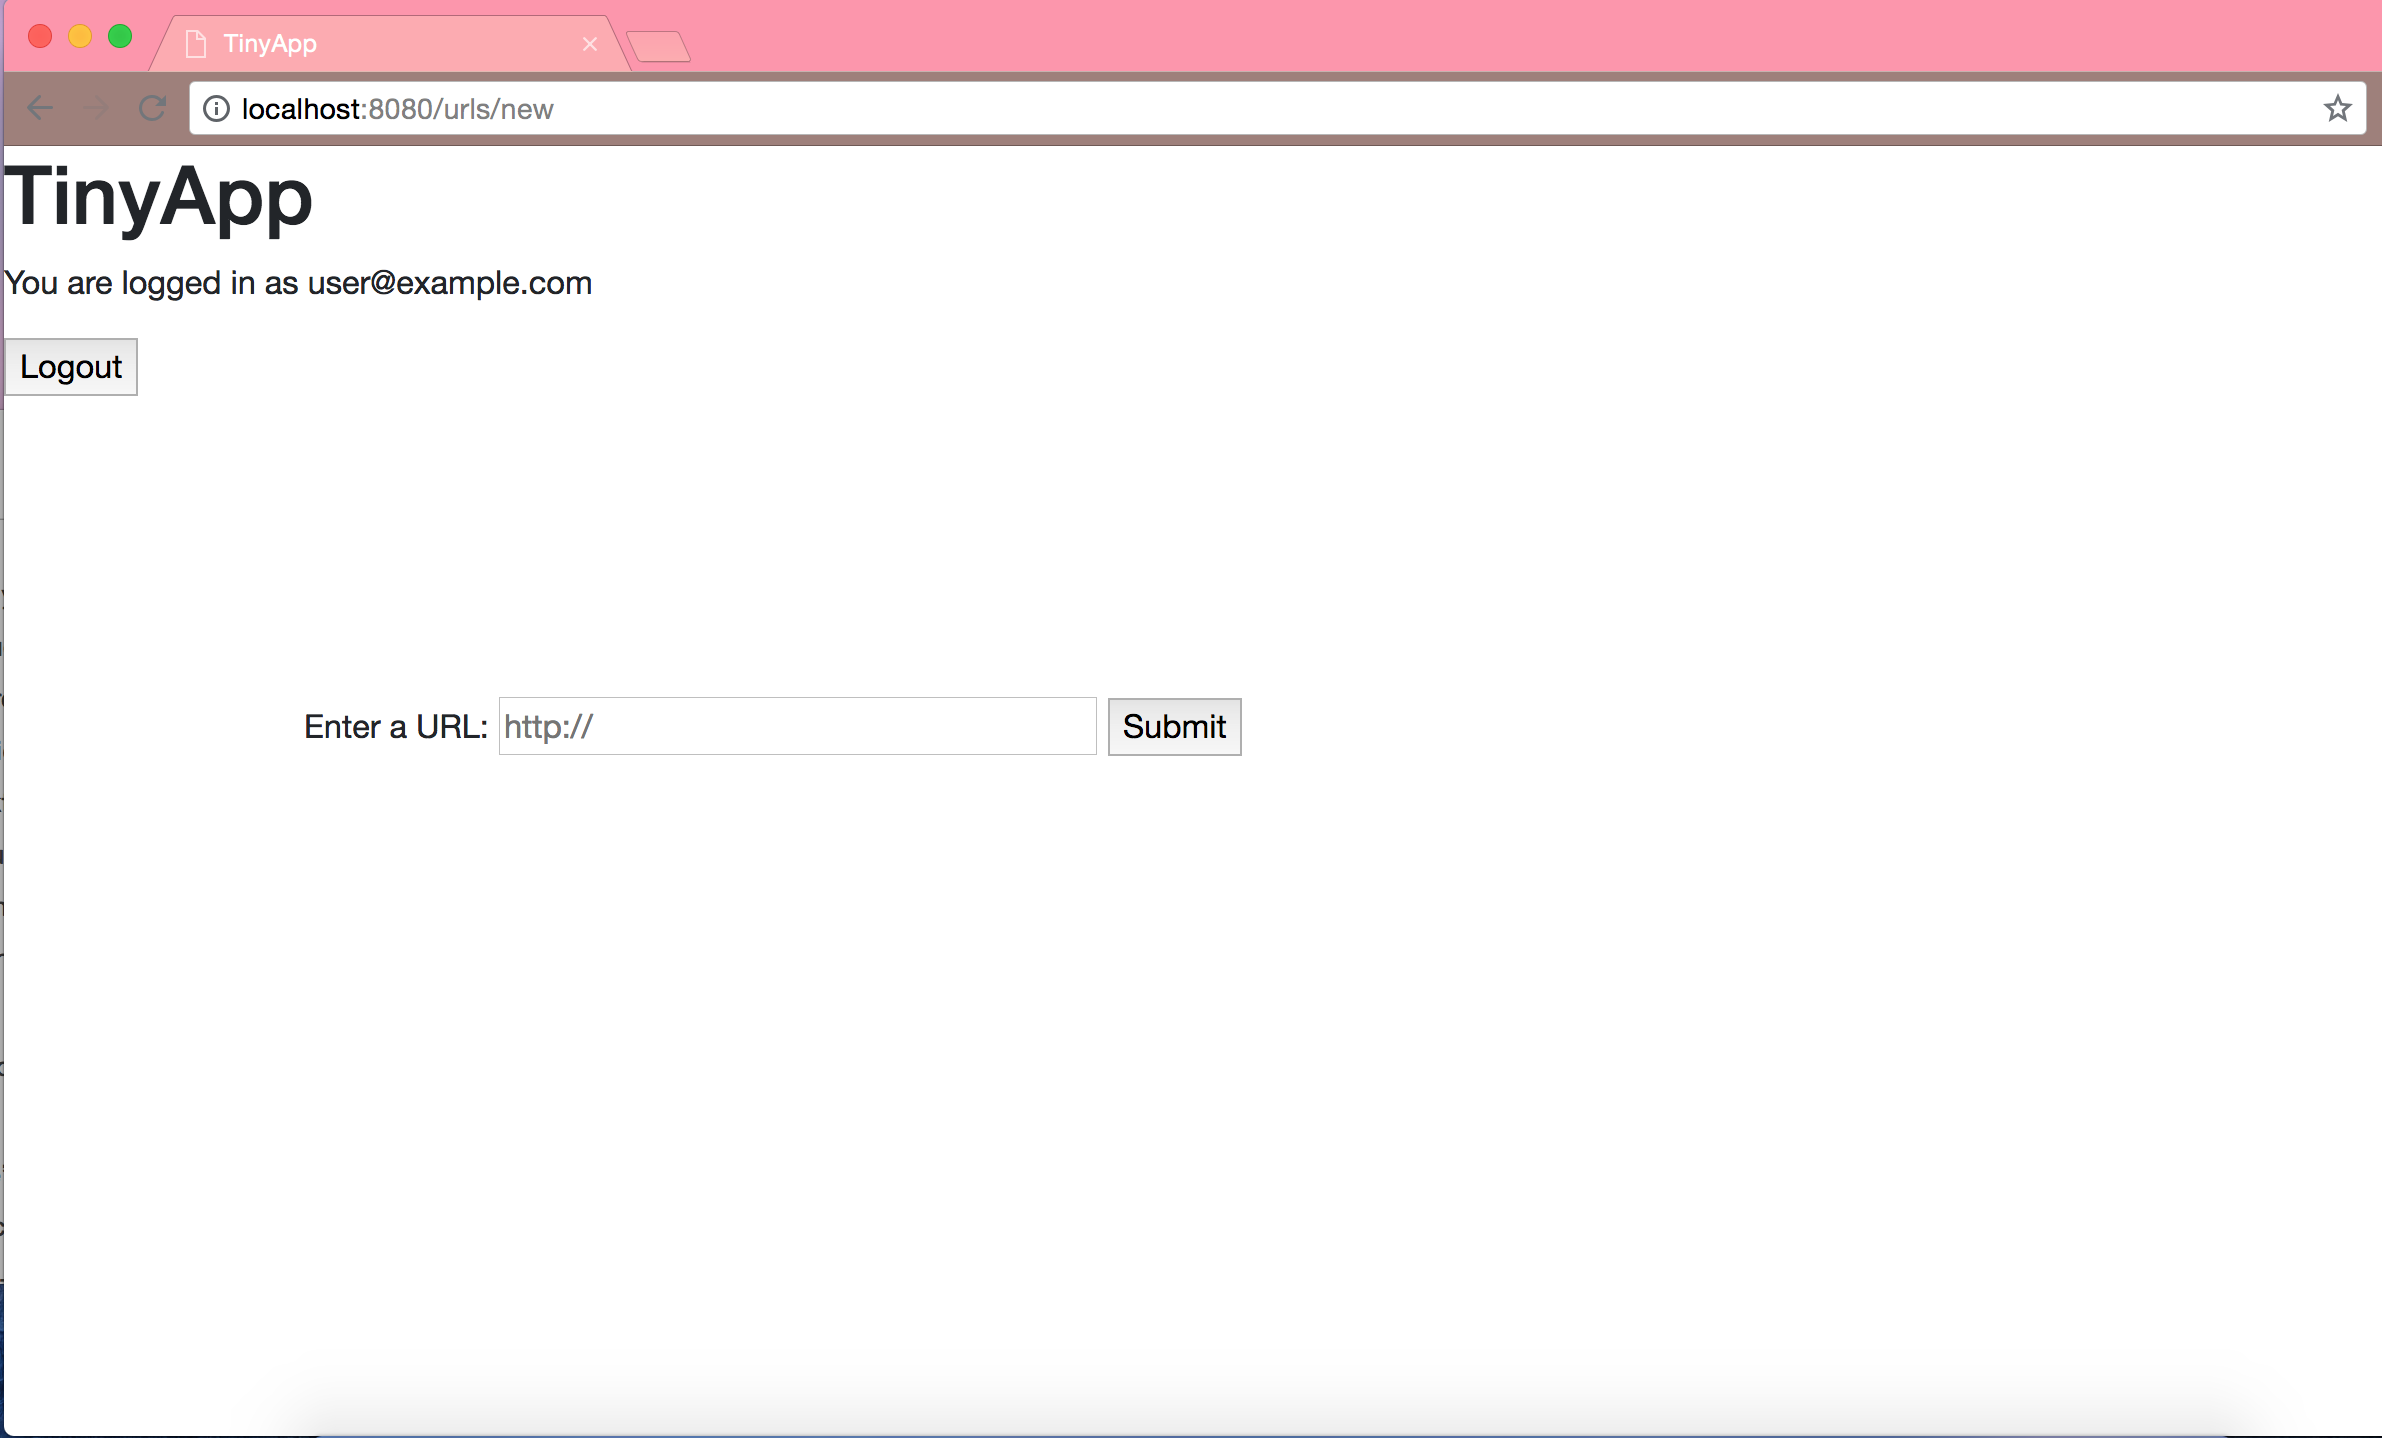 TinyApp
localhost:8080/urls/new
TinyApp
You are logged in as user@example.com
Logout
Enter a URL: http:// Submit